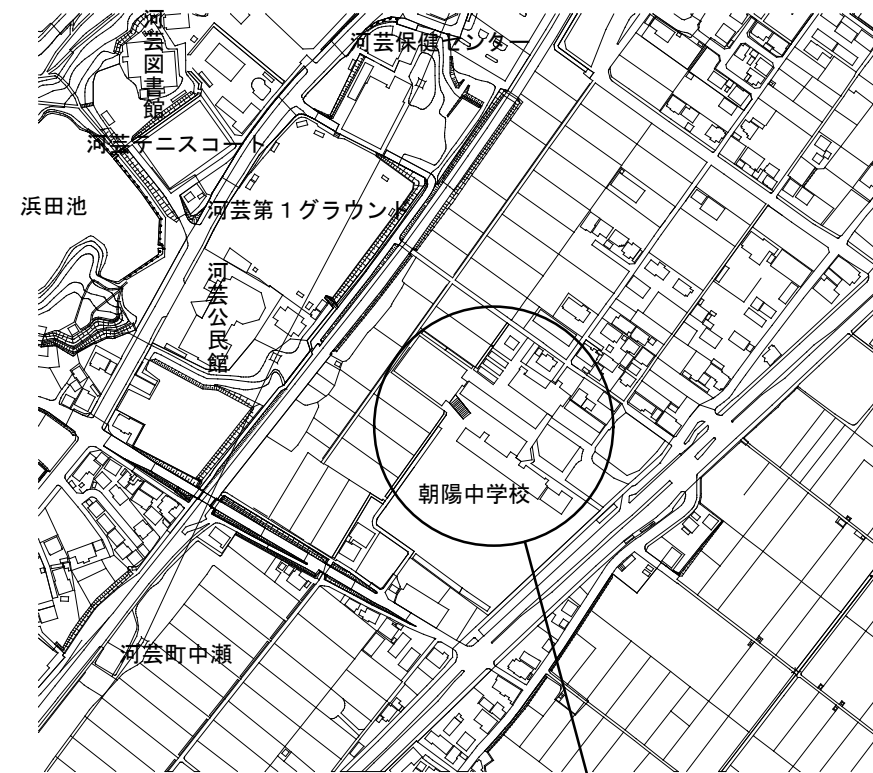 河芸図書館
河芸保健センター
河芸テニスコート
浜田池
河芸第１グラウンド
河芸公民館
朝陽中学校
河芸町中瀬